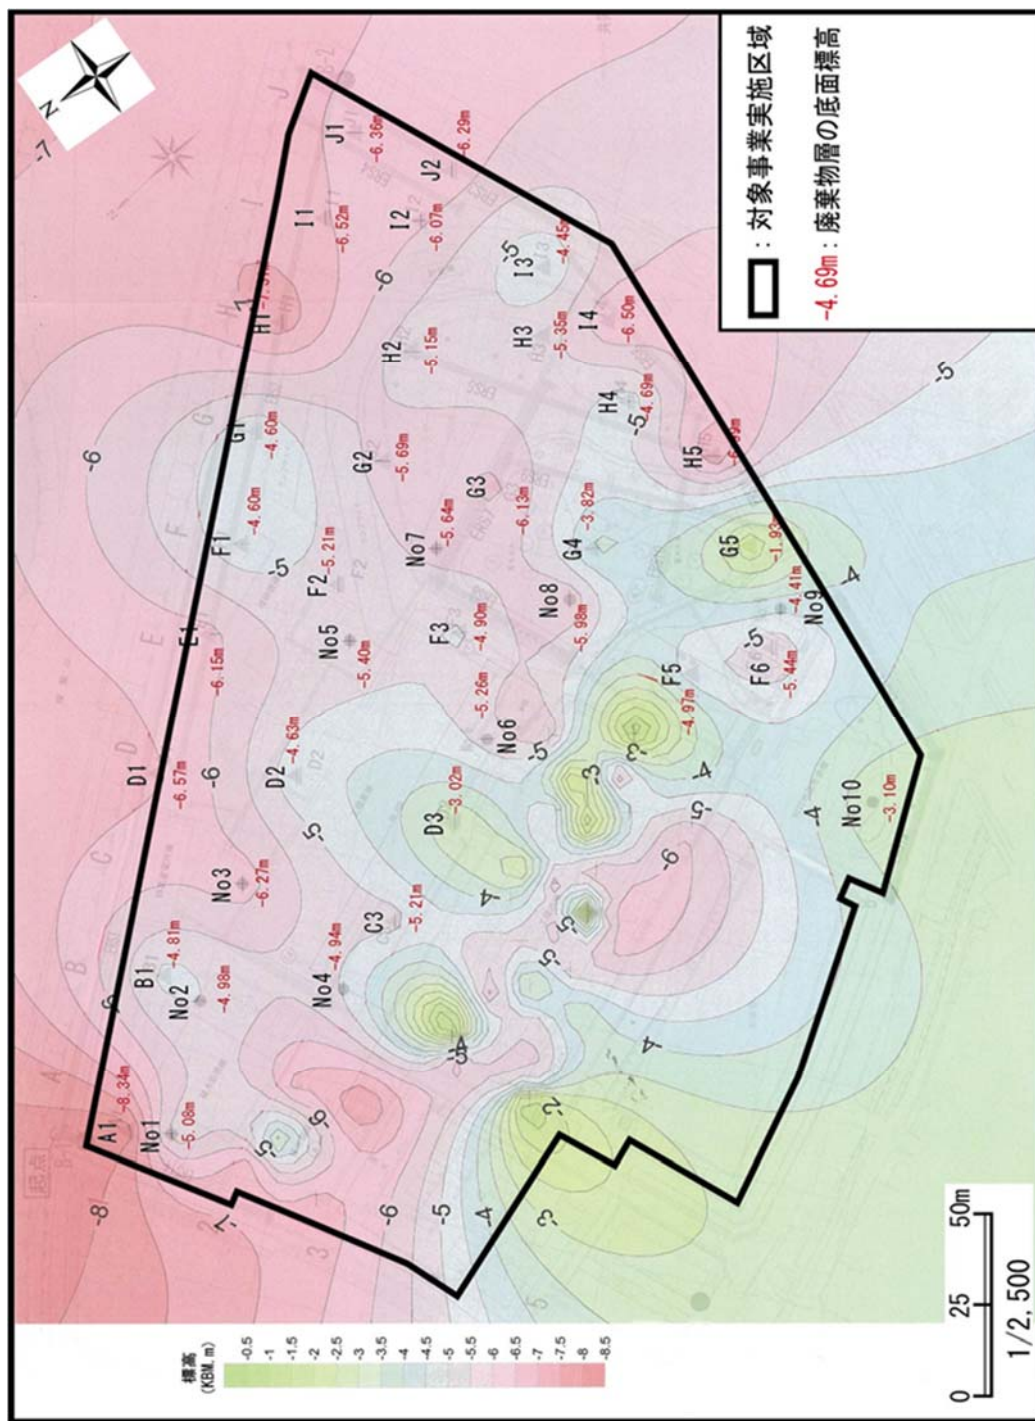 N
対象事業実施区域
-4.69m：廃棄物層の底面標高
標高
(KBM,m)
-0.5
-1
-1.5
-2
-2.5
-3
-3.5
-4
-4.5
-5
-5.5
-6
-6.5
-7
-7.5
-8
-8.5
0 25 50m
1/2,500
起点
A1
-8.34m
No1
-5.08m
B1
-4.81m
No2
-4.98m
No3
-6.27m
No4
-4.94m
C3
-5.21m
D1
-6.57m
D2
-4.63m
D3
-3.02m
E1
-6.15m
No5
-5.40m
No6
-5.26m
F1
-4.60m
F2
-5.21m
F3
-4.90m
F5
-4.97m
F6
-5.44m
No7
-5.64m
No8
-5.98m
No9
-4.41m
No10
-3.10m
G1
-4.60m
G2
-5.69m
G3
-6.13m
G4
-3.82m
G5
-1.93m
H1
H2
-5.15m
H3
-5.35m
H4
-4.69m
H5
I1
-6.52m
I2
-6.07m
I3
-4.45m
I4
-6.50m
J1
-6.36m
J2
-6.29m
A
B
C
D
E
F
G
H
I
J
-8
-7
-6
-5
-4
-3
-2